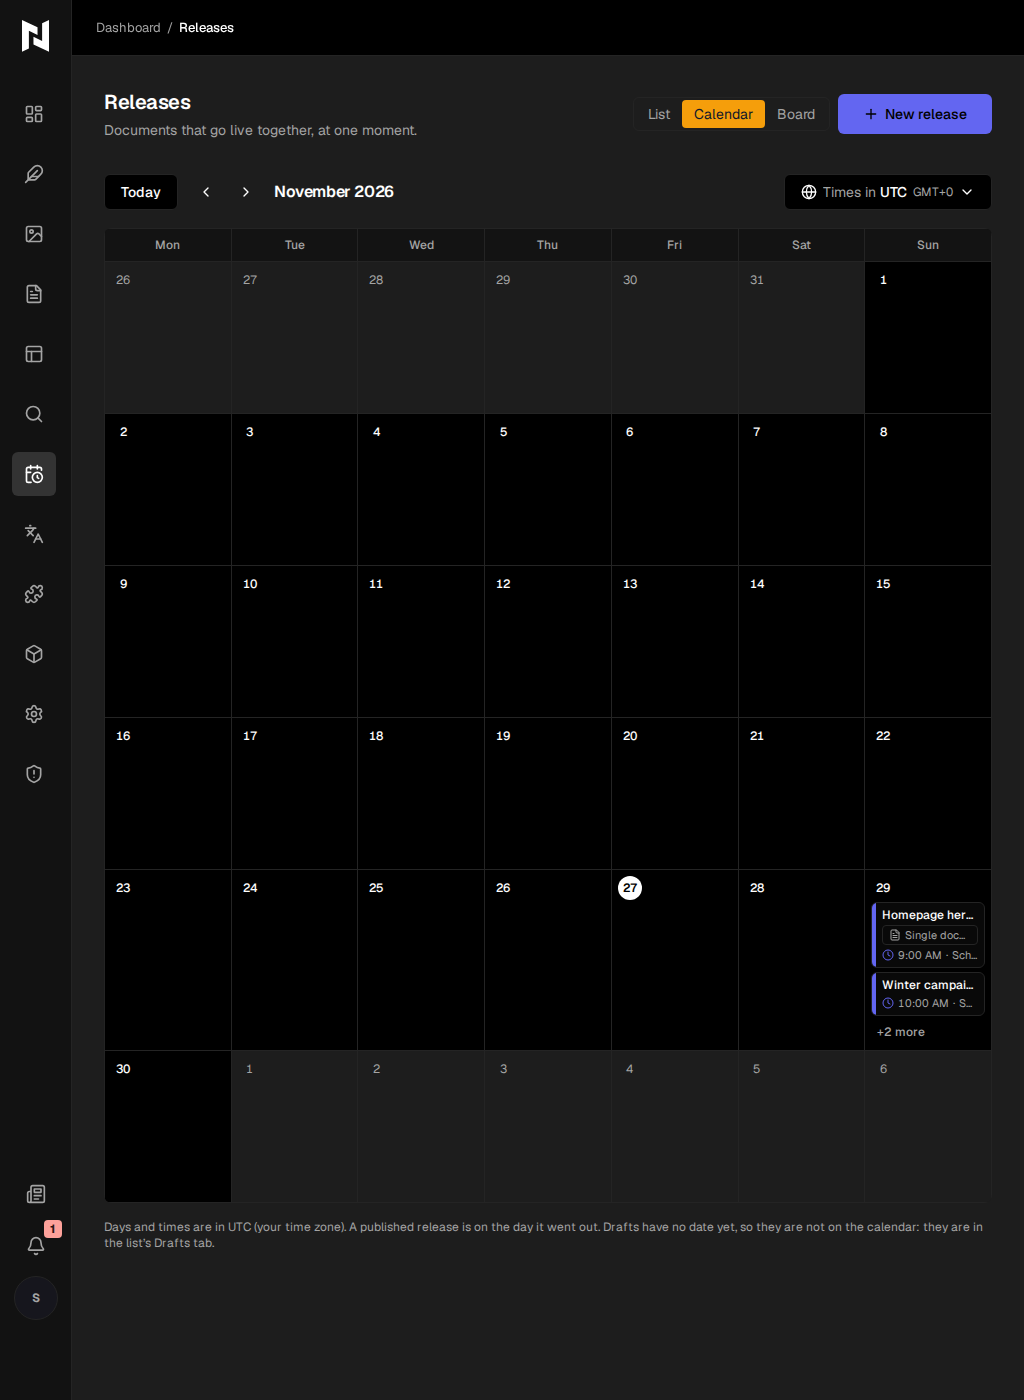 Dashboard / Releases
Releases
Documents that go live together, at one moment.
List Calendar Board
New release
Today
November 2026
Times in UTC GMT+0
Mon Tue Wed Thu Fri Sat Sun
26 27 28 29 30 31 1
2 3 4 5 6 7 8
9 10 11 12 13 14 15
16 17 18 19 20 21 22
23 24 25 26 27 28 29
Homepage her...
Single doc...
9:00 AM · Sch...
Winter campai...
10:00 AM · S...
+2 more
30 1 2 3 4 5 6
Days and times are in UTC (your time zone). A published release is on the day it went out. Drafts have no date yet, so they are not on the calendar: they are in
the list's Drafts tab.
1
S